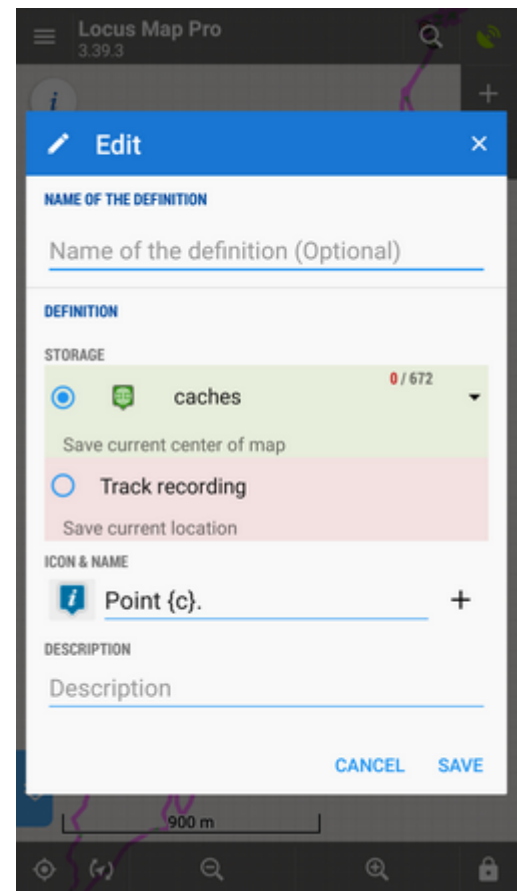 Locus Map Pro
3.39.3
i
Edit
NAME OF THE DEFINITION
Name of the definition (Optional)
DEFINITION
STORAGE
0 / 672
caches
Save current center of map
Track recording
Save current location
ICON & NAME
i Point {c}.
DESCRIPTION
Description
CANCEL SAVE
900 m